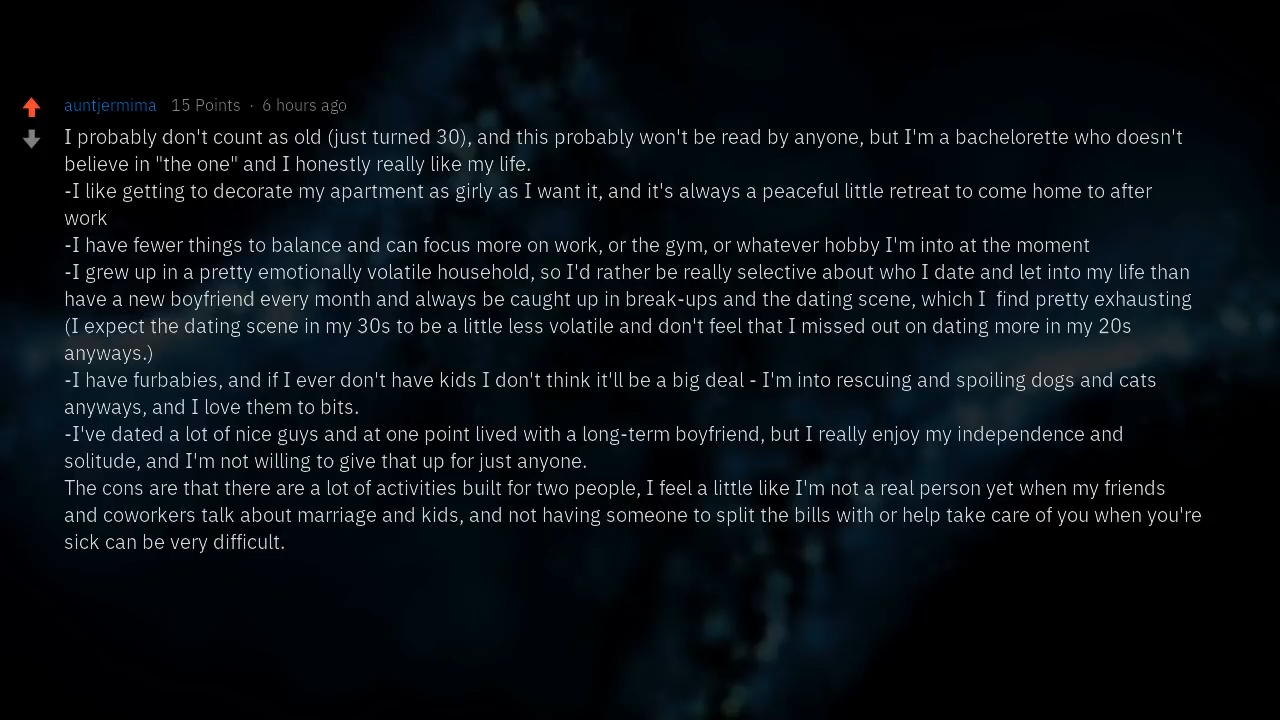 auntjermima 15 Points · 6 hours ago
I probably don't count as old (just turned 30), and this probably won't be read by anyone, but I'm a bachelorette who doesn't
believe in "the one" and I honestly really like my life.
-I like getting to decorate my apartment as girly as I want it, and it's always a peaceful little retreat to come home to after
work
-I have fewer things to balance and can focus more on work, or the gym, or whatever hobby I'm into at the moment
-I grew up in a pretty emotionally volatile household, so I'd rather be really selective about who I date and let into my life than
have a new boyfriend every month and always be caught up in break-ups and the dating scene, which I find pretty exhausting
(I expect the dating scene in my 30s to be a little less volatile and don't feel that I missed out on dating more in my 20s
anyways.)
-I have furbabies, and if I ever don't have kids I don't think it'll be a big deal - I'm into rescuing and spoiling dogs and cats
anyways, and I love them to bits.
-I've dated a lot of nice guys and at one point lived with a long-term boyfriend, but I really enjoy my independence and
solitude, and I'm not willing to give that up for just anyone.
The cons are that there are a lot of activities built for two people, I feel a little like I'm not a real person yet when my friends
and coworkers talk about marriage and kids, and not having someone to split the bills with or help take care of you when you're
sick can be very difficult.